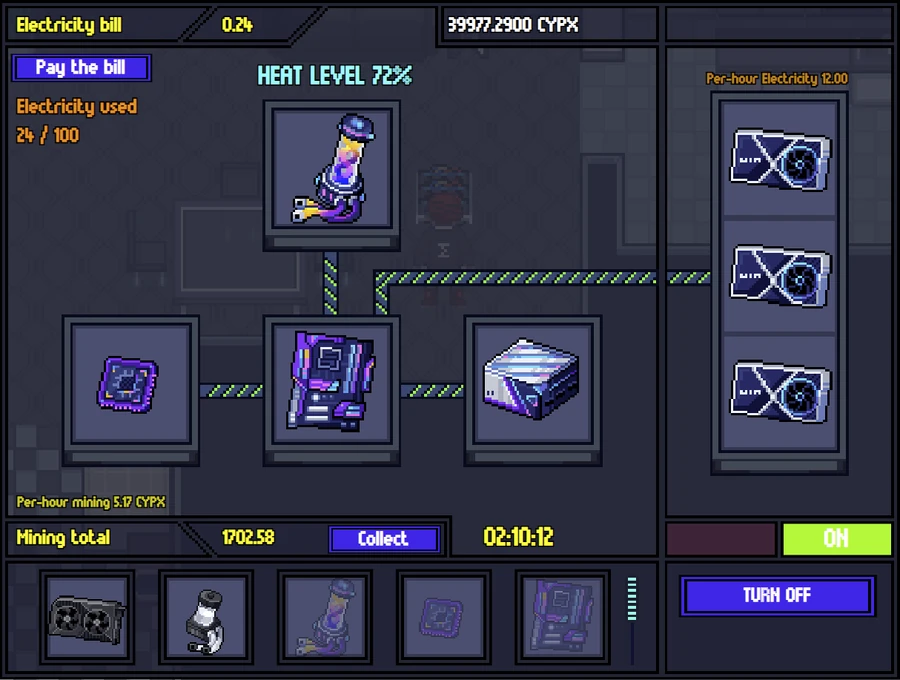 Electricity bill 0.24 39977.2900 CYPX
Pay the bill
HEAT LEVEL 72%
Per-hour Electricity 12.00
Electricity used
24 / 100
Per-hour mining 5.17 CYPX
Mining total 1702.58 Collect 02:10:12 ON
TURN OFF